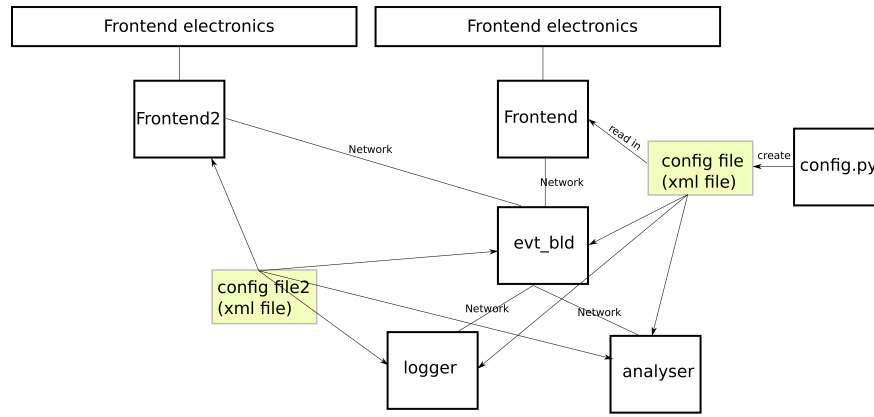 Frontend electronics
Frontend electronics
Frontend2
Frontend
read in
create
config file
(xml file)
config.py
Network
Network
evt_bld
config file2
(xml file)
Network
Network
logger
analyser